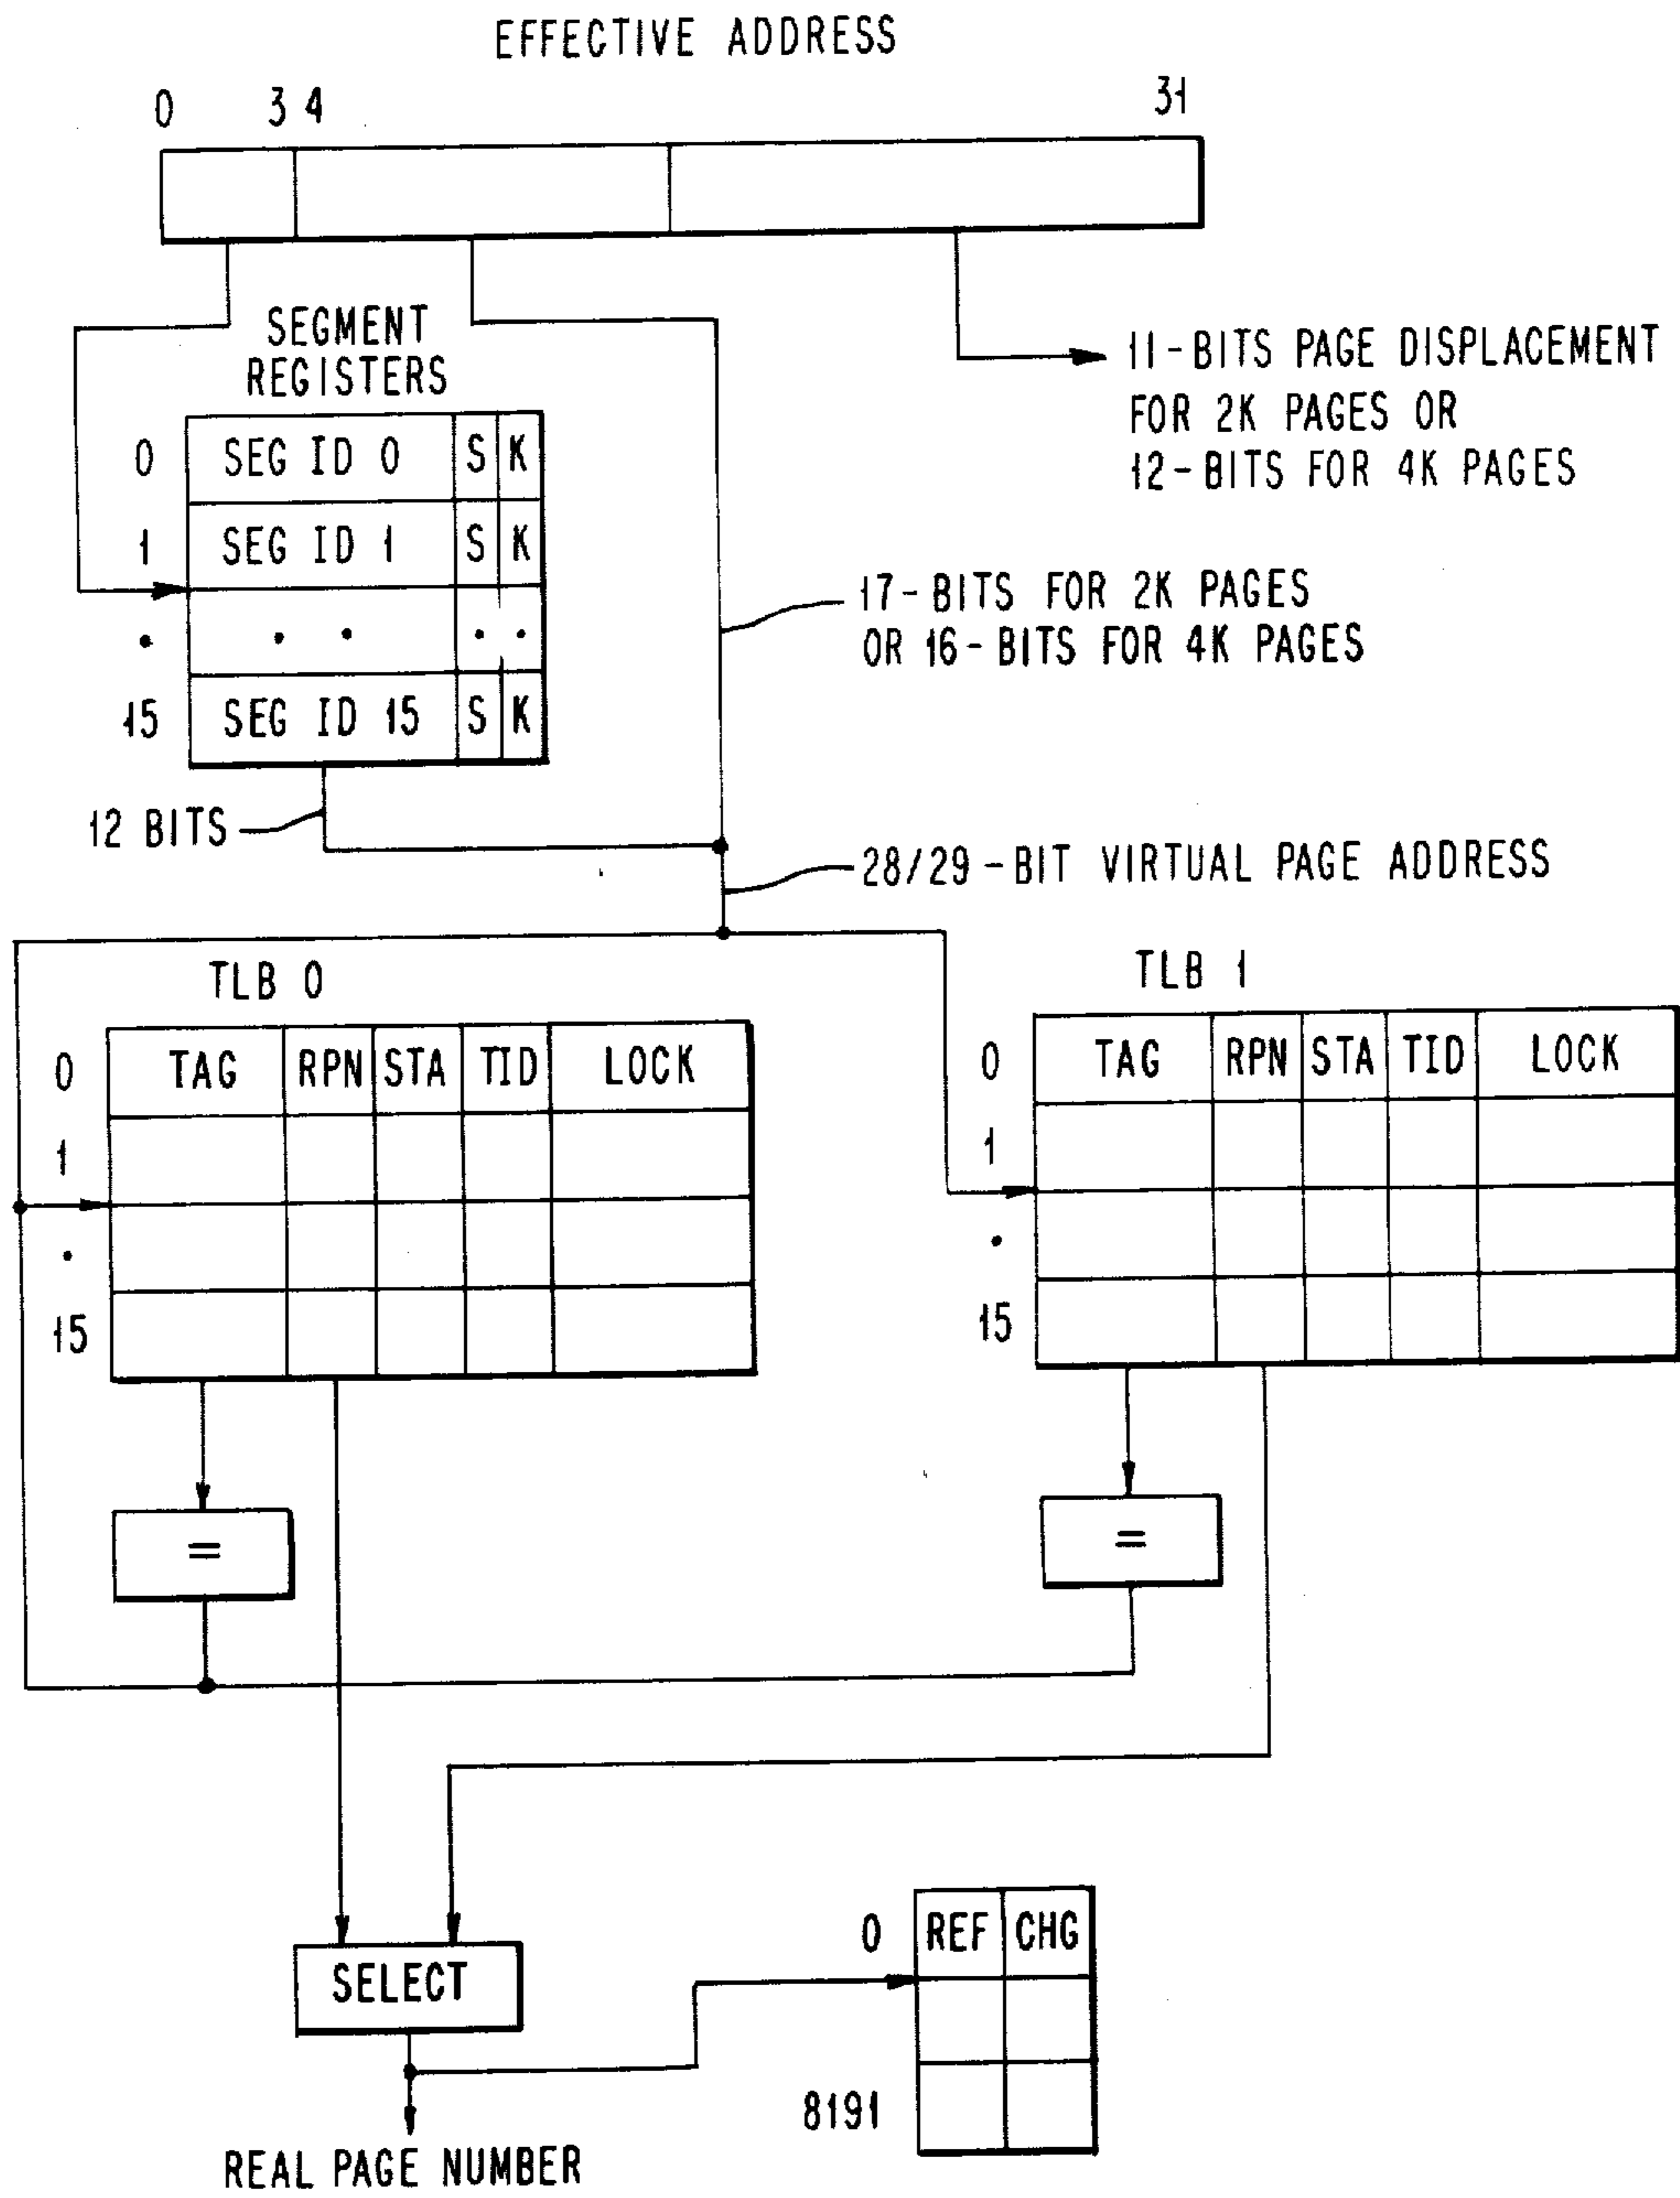 EFFECTIVE ADDRESS
0 3 4 31
SEGMENT
REGISTERS
0 SEG ID 0 S K
1 SEG ID 1 S K
. . . . .
15 SEG ID 15 S K
11-BITS PAGE DISPLACEMENT
FOR 2K PAGES OR
12-BITS FOR 4K PAGES
17-BITS FOR 2K PAGES
OR 16-BITS FOR 4K PAGES
12 BITS
28/29-BIT VIRTUAL PAGE ADDRESS
TLB 0
0 TAG RPN STA TID LOCK
1
.
15
=
TLB 1
0 TAG RPN STA TID LOCK
1
.
15
=
SELECT
0 REF CHG
8191
REAL PAGE NUMBER